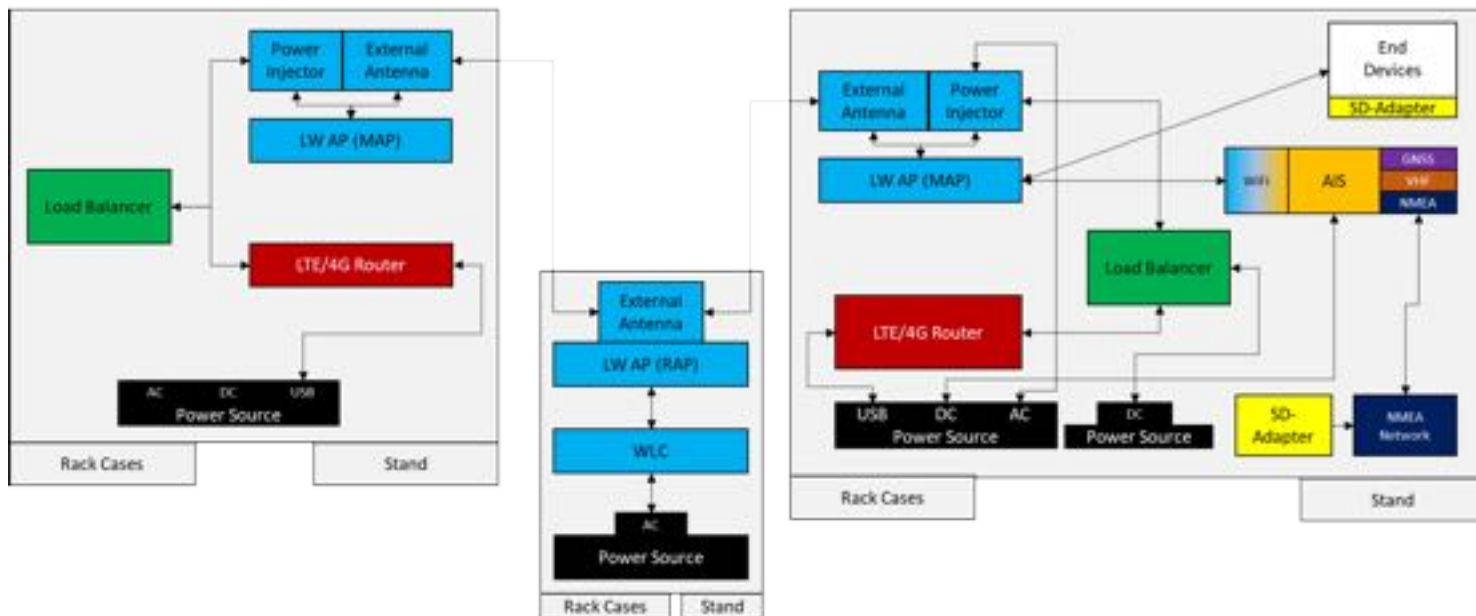 Power
Injector
External
Antenna
LW AP (MAP)
Load Balancer
LTE/4G Router
AC DC USB
Power Source
Rack Cases
Stand
External
Antenna
LW AP (RAP)
WLC
AC
Power Source
Rack Cases
Stand
External
Antenna
Power
Injector
LW AP (MAP)
End
Devices
SD-Adapter
WiFi
AIS
GNSS
VHF
NMEA
Load Balancer
LTE/4G Router
USB DC AC
Power Source
DC
Power Source
SD-
Adapter
NMEA
Network
Rack Cases
Stand